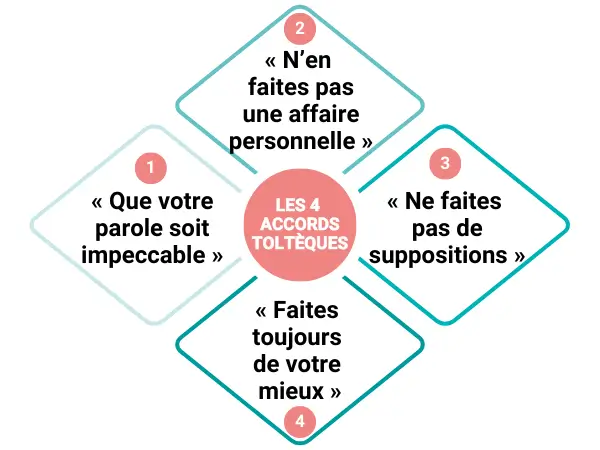 2
« N’en
faites pas
une affaire
personnelle »
1
« Que votre
parole soit
impeccable »
LES 4
ACCORDS
TOLTÈQUES
3
« Ne faites
pas de
suppositions »
« Faites
toujours
de votre
mieux »
4